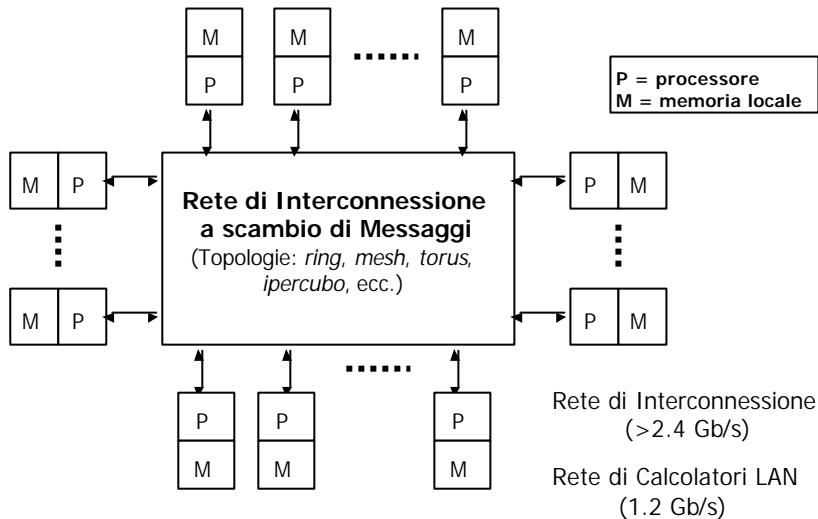 M M M
P P P
P = processore
M = memoria locale
M P
P M
Rete di Interconnessione
a scambio di Messaggi
(Topologie: ring, mesh, torus,
ipercubo, ecc.)
M P
P M
P P P
M M M
Rete di Interconnessione
(>2.4 Gb/s)
Rete di Calcolatori LAN
(1.2 Gb/s)